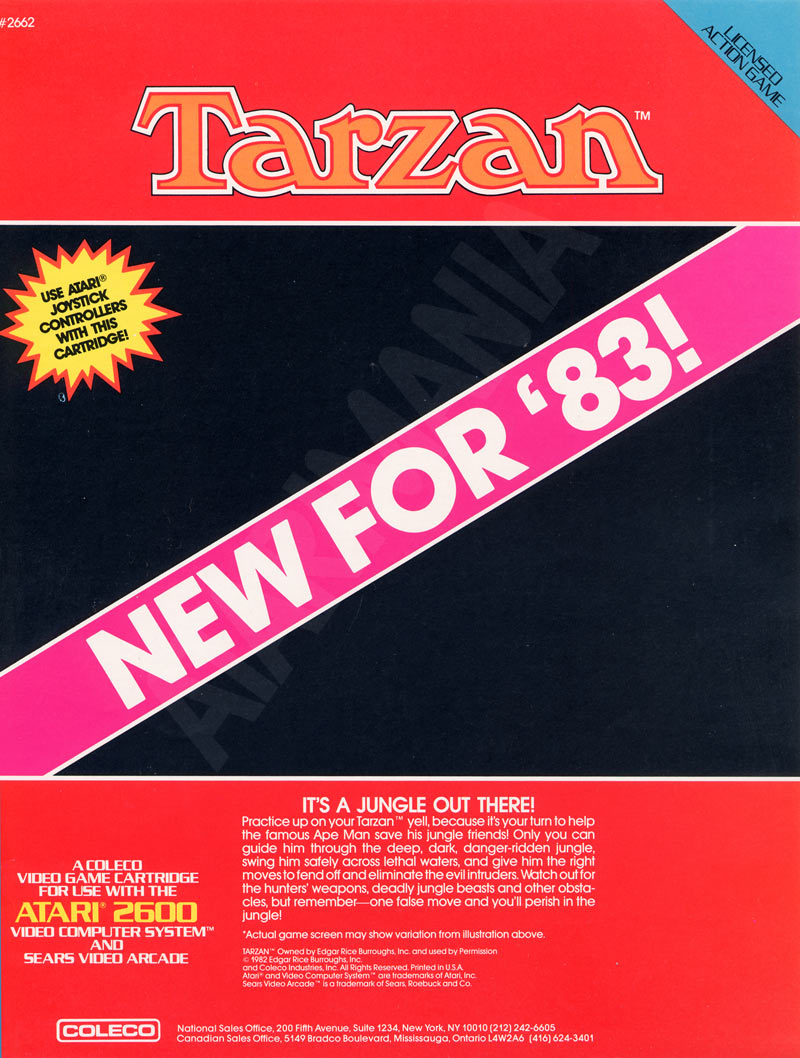 #2662
LICENSED
ACTION GAME
Tarzan™
USE ATARI®
JOYSTICK
CONTROLLERS
WITH THIS
CARTRIDGE!
NEW FOR '83!
ATARIMANIA
IT'S A JUNGLE OUT THERE!
Practice up on your Tarzan™ yell, because it's your turn to help
the famous Ape Man save his jungle friends! Only you can
guide him through the deep, dark, danger-ridden jungle,
swing him safely across lethal waters, and give him the right
moves to fend off and eliminate the evil intruders. Watch out for
the hunters' weapons, deadly jungle beasts and other obsta-
cles, but remember—one false move and you'll perish in the
jungle!
*Actual game screen may show variation from illustration above.
TARZAN™ Owned by Edgar Rice Burroughs, Inc. and used by Permission
© 1982 Edgar Rice Burroughs, Inc.
and Coleco Industries, Inc. All Rights Reserved. Printed in U.S.A.
Atari® and Video Computer System™ are trademarks of Atari, Inc.
Sears Video Arcade™ is a trademark of Sears, Roebuck and Co.
A COLECO
VIDEO GAME CARTRIDGE
FOR USE WITH THE
ATARI® 2600
VIDEO COMPUTER SYSTEM™
AND
SEARS VIDEO ARCADE
COLECO
National Sales Office, 200 Fifth Avenue, Suite 1234, New York, NY 10010 (212) 242-6605
Canadian Sales Office, 5149 Bradco Boulevard, Mississauga, Ontario L4W2A6 (416) 624-3401